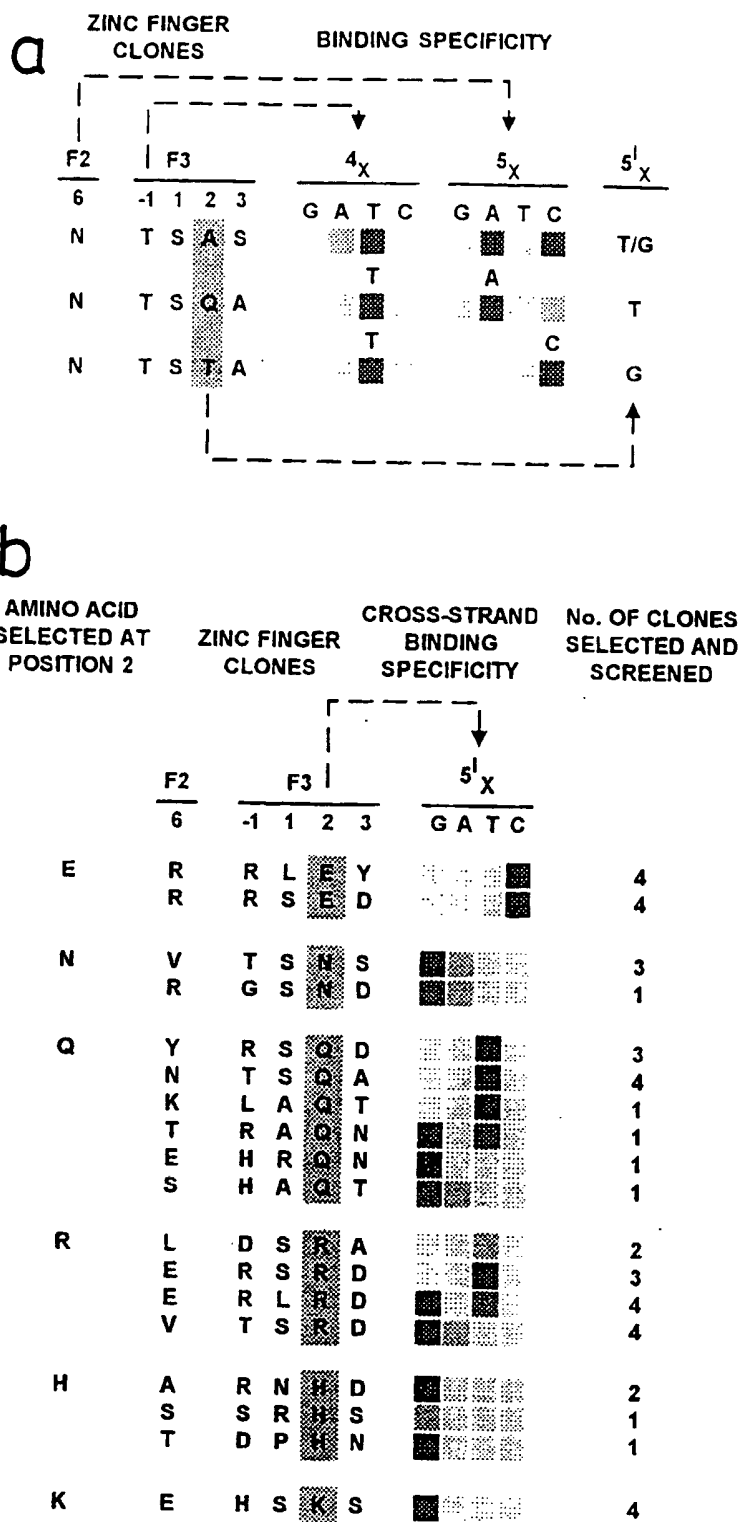 a
ZINC FINGER CLONES BINDING SPECIFICITY
F2 F3 4X 5X 5'X
6 -1 1 2 3 G A T C G A T C
N T S A S T/G
T A
N T S Q A T
T C
N T S T A G
b
AMINO ACID SELECTED AT POSITION 2 ZINC FINGER CLONES CROSS-STRAND BINDING SPECIFICITY No. OF CLONES SELECTED AND SCREENED
F2 F3 5'X
6 -1 1 2 3 G A T C
E R R L E Y 4
R R S E D 4
N V T S N S 3
R G S N D 1
Q Y R S Q D 3
N T S Q A 4
K L A Q T 1
T R A Q N 1
E H R Q N 1
S H A Q T 1
R L D S R A 2
E R S R D 3
E R L R D 4
V T S R D 4
H A R N H D 2
S S R H S 1
T D P H N 1
K E H S K S 4